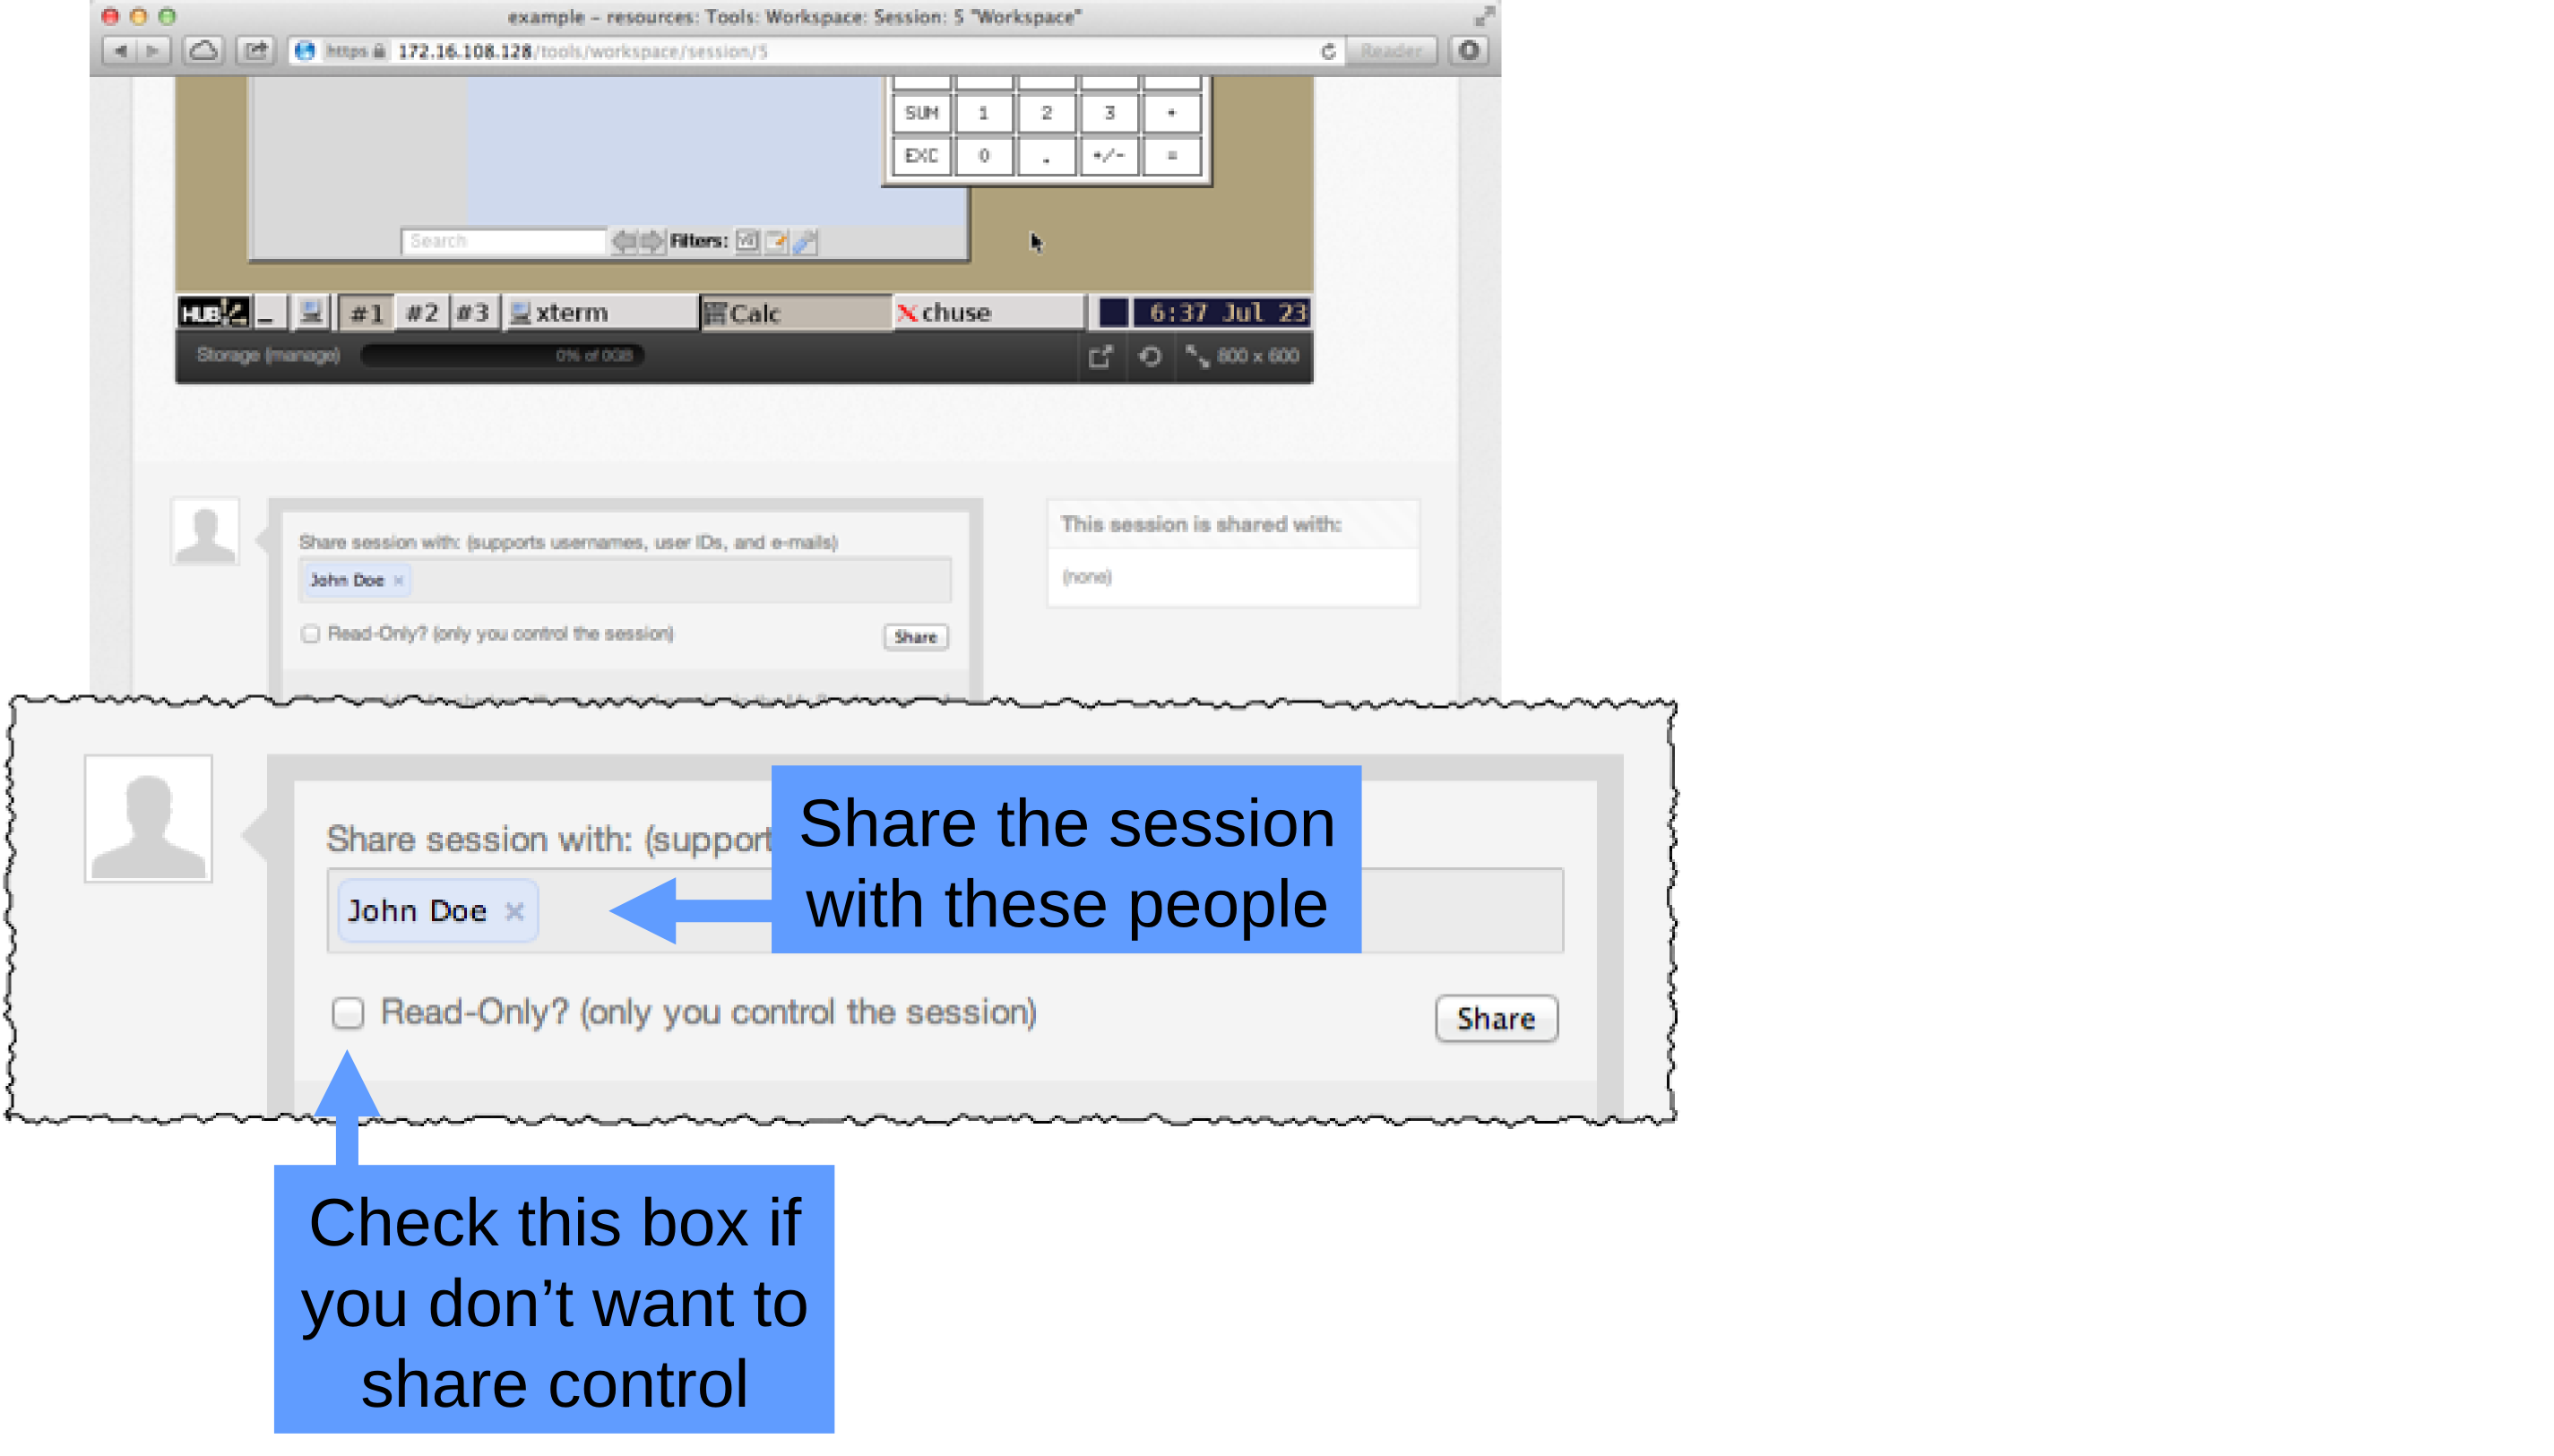 example – resources: Tools: Workspace: Session: 5 "Workspace"
https 172.16.108.128/tools/workspace/session/5 Reader
SUM 1 2 3 +
EXC 0 . +/- =
Search Filters:
HUB _ #1 #2 #3 xterm Calc X chuse 6:37 Jul 23
Storage (manage) 0% of 0GB 800 x 600
Share session with: (supports usernames, user IDs, and e-mails)
John Doe ×
Read-Only? (only you control the session) Share
This session is shared with:
(none)
Share session with: (support
John Doe ×
Share the session
with these people
Read-Only? (only you control the session) Share
Check this box if
you don’t want to
share control